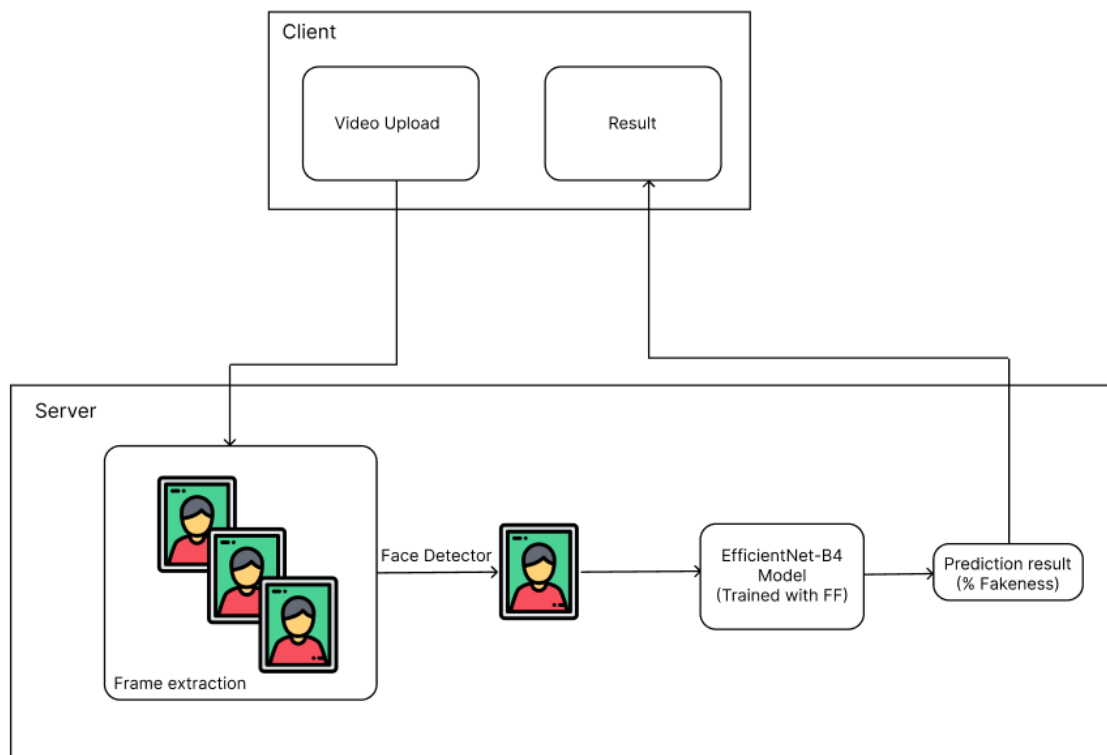 Client
Video Upload
Result
Server
Face Detector
EfficientNet-B4
Model
(Trained with FF)
Prediction result
(% Fakeness)
Frame extraction